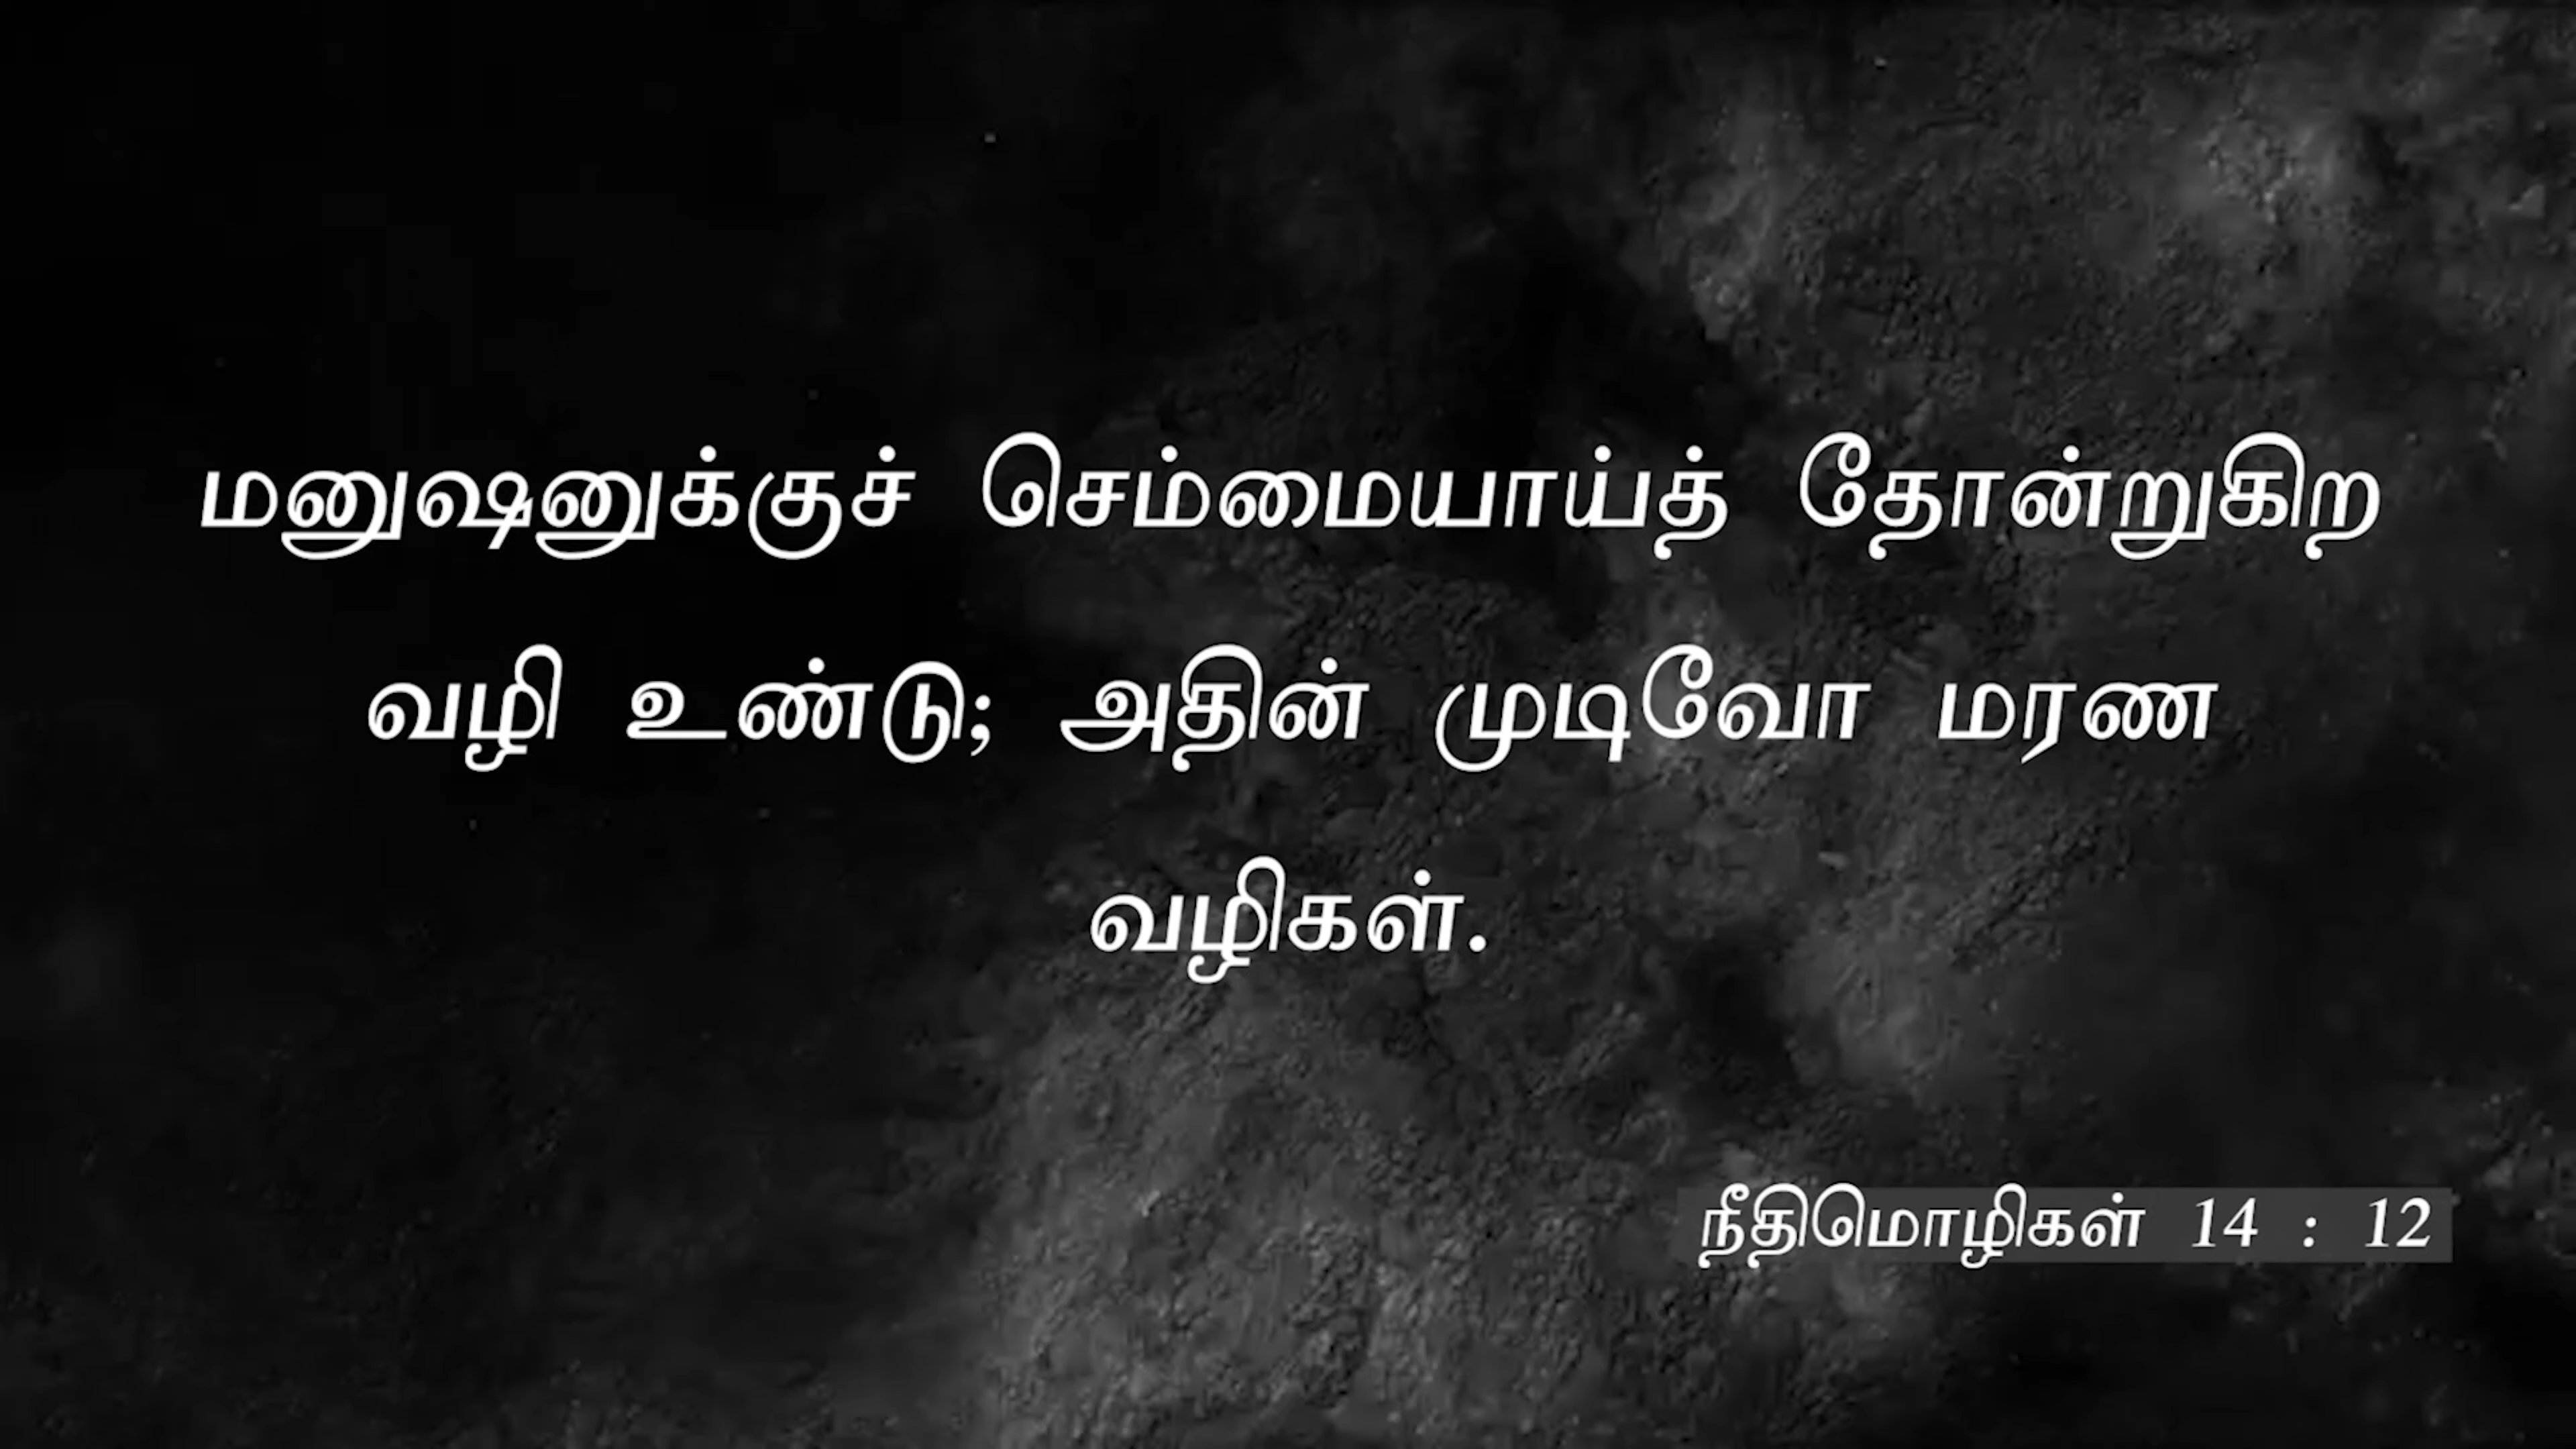 மனுஷனுக்குச் செம்மையாய்த் தோன்றுகிற
வழி உண்டு; அதின் முடிவோ மரண
வழிகள்.
நீதிமொழிகள் 14 : 12